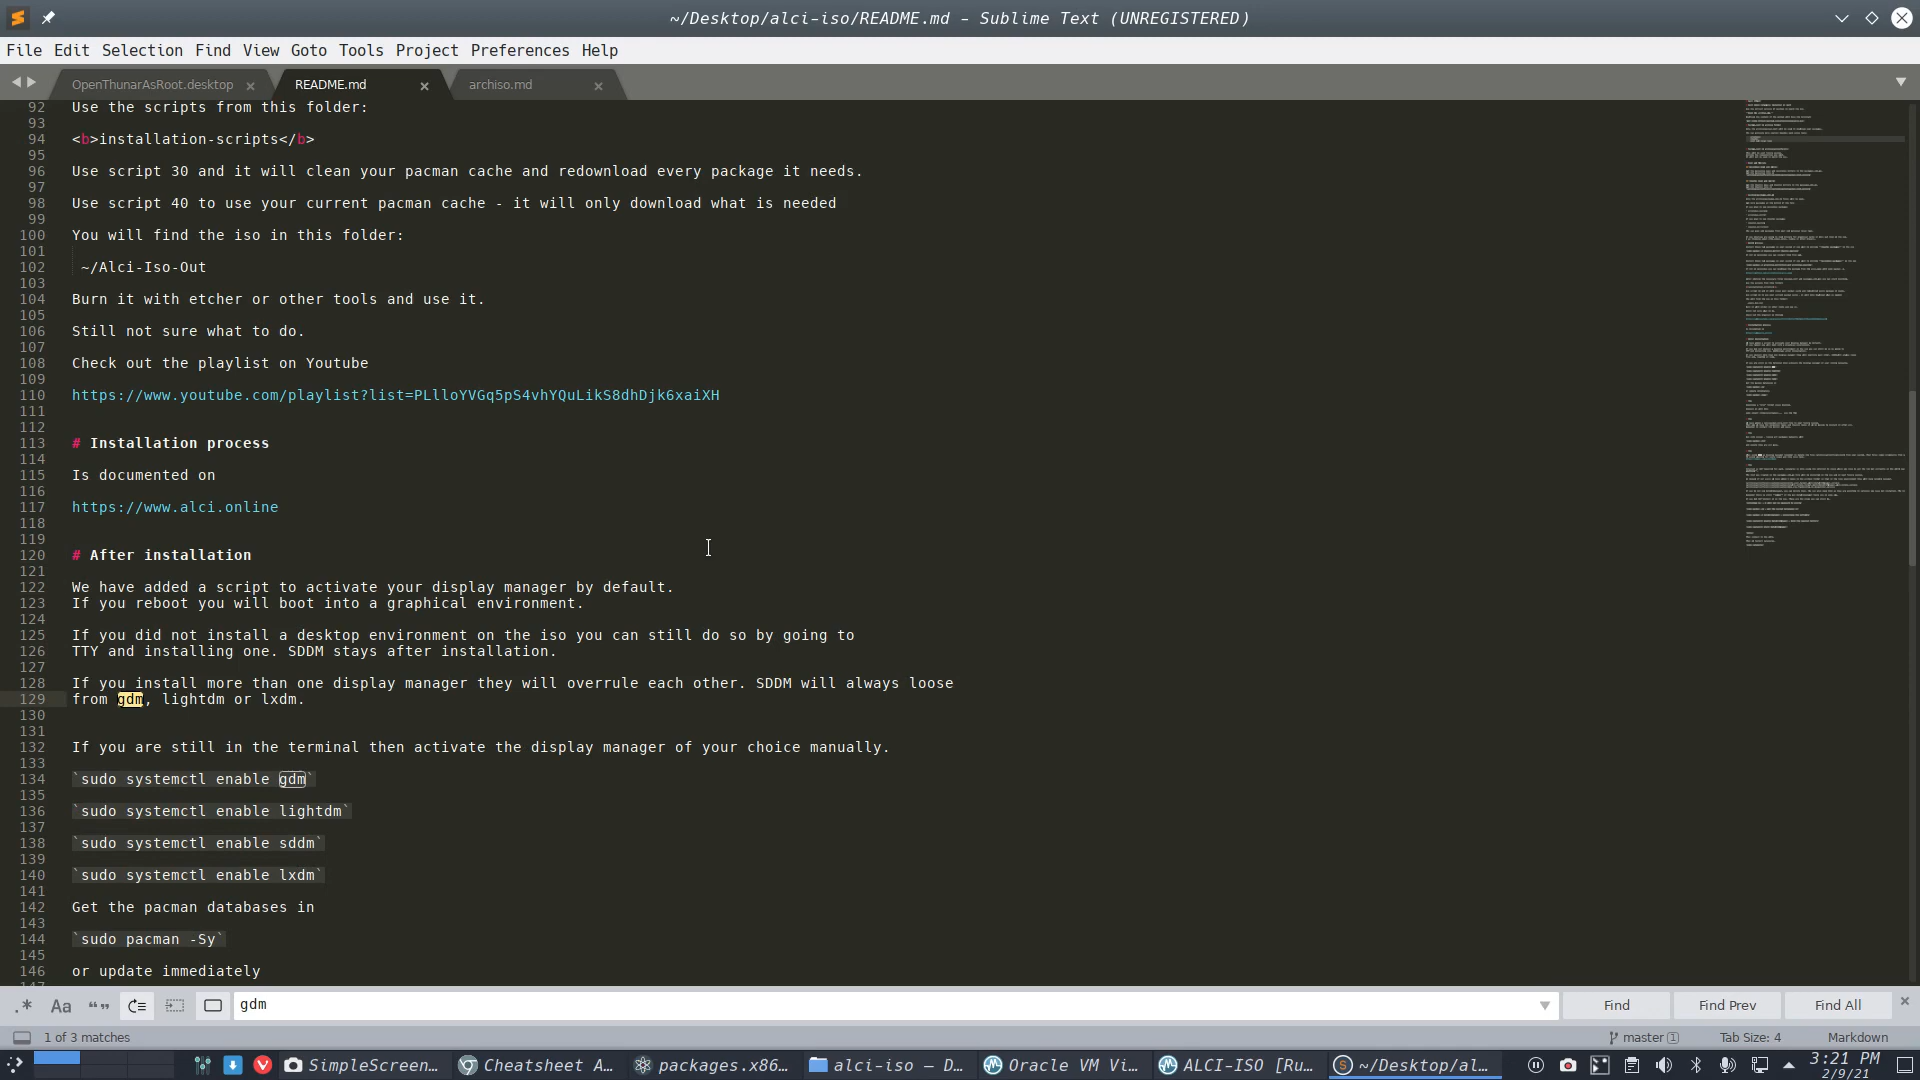 ~/Desktop/alci-iso/README.md - Sublime Text (UNREGISTERED)
File Edit Selection Find View Goto Tools Project Preferences Help
OpenThunarAsRoot.desktop README.md archiso.md
92 Use the scripts from this folder:
93
94 <b>installation-scripts</b>
95
96 Use script 30 and it will clean your pacman cache and redownload every package it needs.
97
98 Use script 40 to use your current pacman cache - it will only download what is needed
99
100 You will find the iso in this folder:
101
102 ~/Alci-Iso-Out
103
104 Burn it with etcher or other tools and use it.
105
106 Still not sure what to do.
107
108 Check out the playlist on Youtube
109
110 https://www.youtube.com/playlist?list=PLlloYVGq5pS4vhYQuLikS8dhDjk6xaiXH
111
112
113 # Installation process
114
115 Is documented on
116
117 https://www.alci.online
118
119
120 # After installation
121
122 We have added a script to activate your display manager by default.
123 If you reboot you will boot into a graphical environment.
124
125 If you did not install a desktop environment on the iso you can still do so by going to
126 TTY and installing one. SDDM stays after installation.
127
128 If you install more than one display manager they will overrule each other. SDDM will always loose
129 from gdm, lightdm or lxdm.
130
131
132 If you are still in the terminal then activate the display manager of your choice manually.
133
134 `sudo systemctl enable gdm`
135
136 `sudo systemctl enable lightdm`
137
138 `sudo systemctl enable sddm`
139
140 `sudo systemctl enable lxdm`
141
142 Get the pacman databases in
143
144 `sudo pacman -Sy`
145
146 or update immediately
.* Aa “” gdm Find Find Prev Find All
1 of 3 matches master 1 Tab Size: 4 Markdown
SimpleScreen... Cheatsheet A... packages.x86... alci-iso — D... Oracle VM Vi... ALCI-ISO [Ru... ~/Desktop/al... 3:21 PM
2/9/21